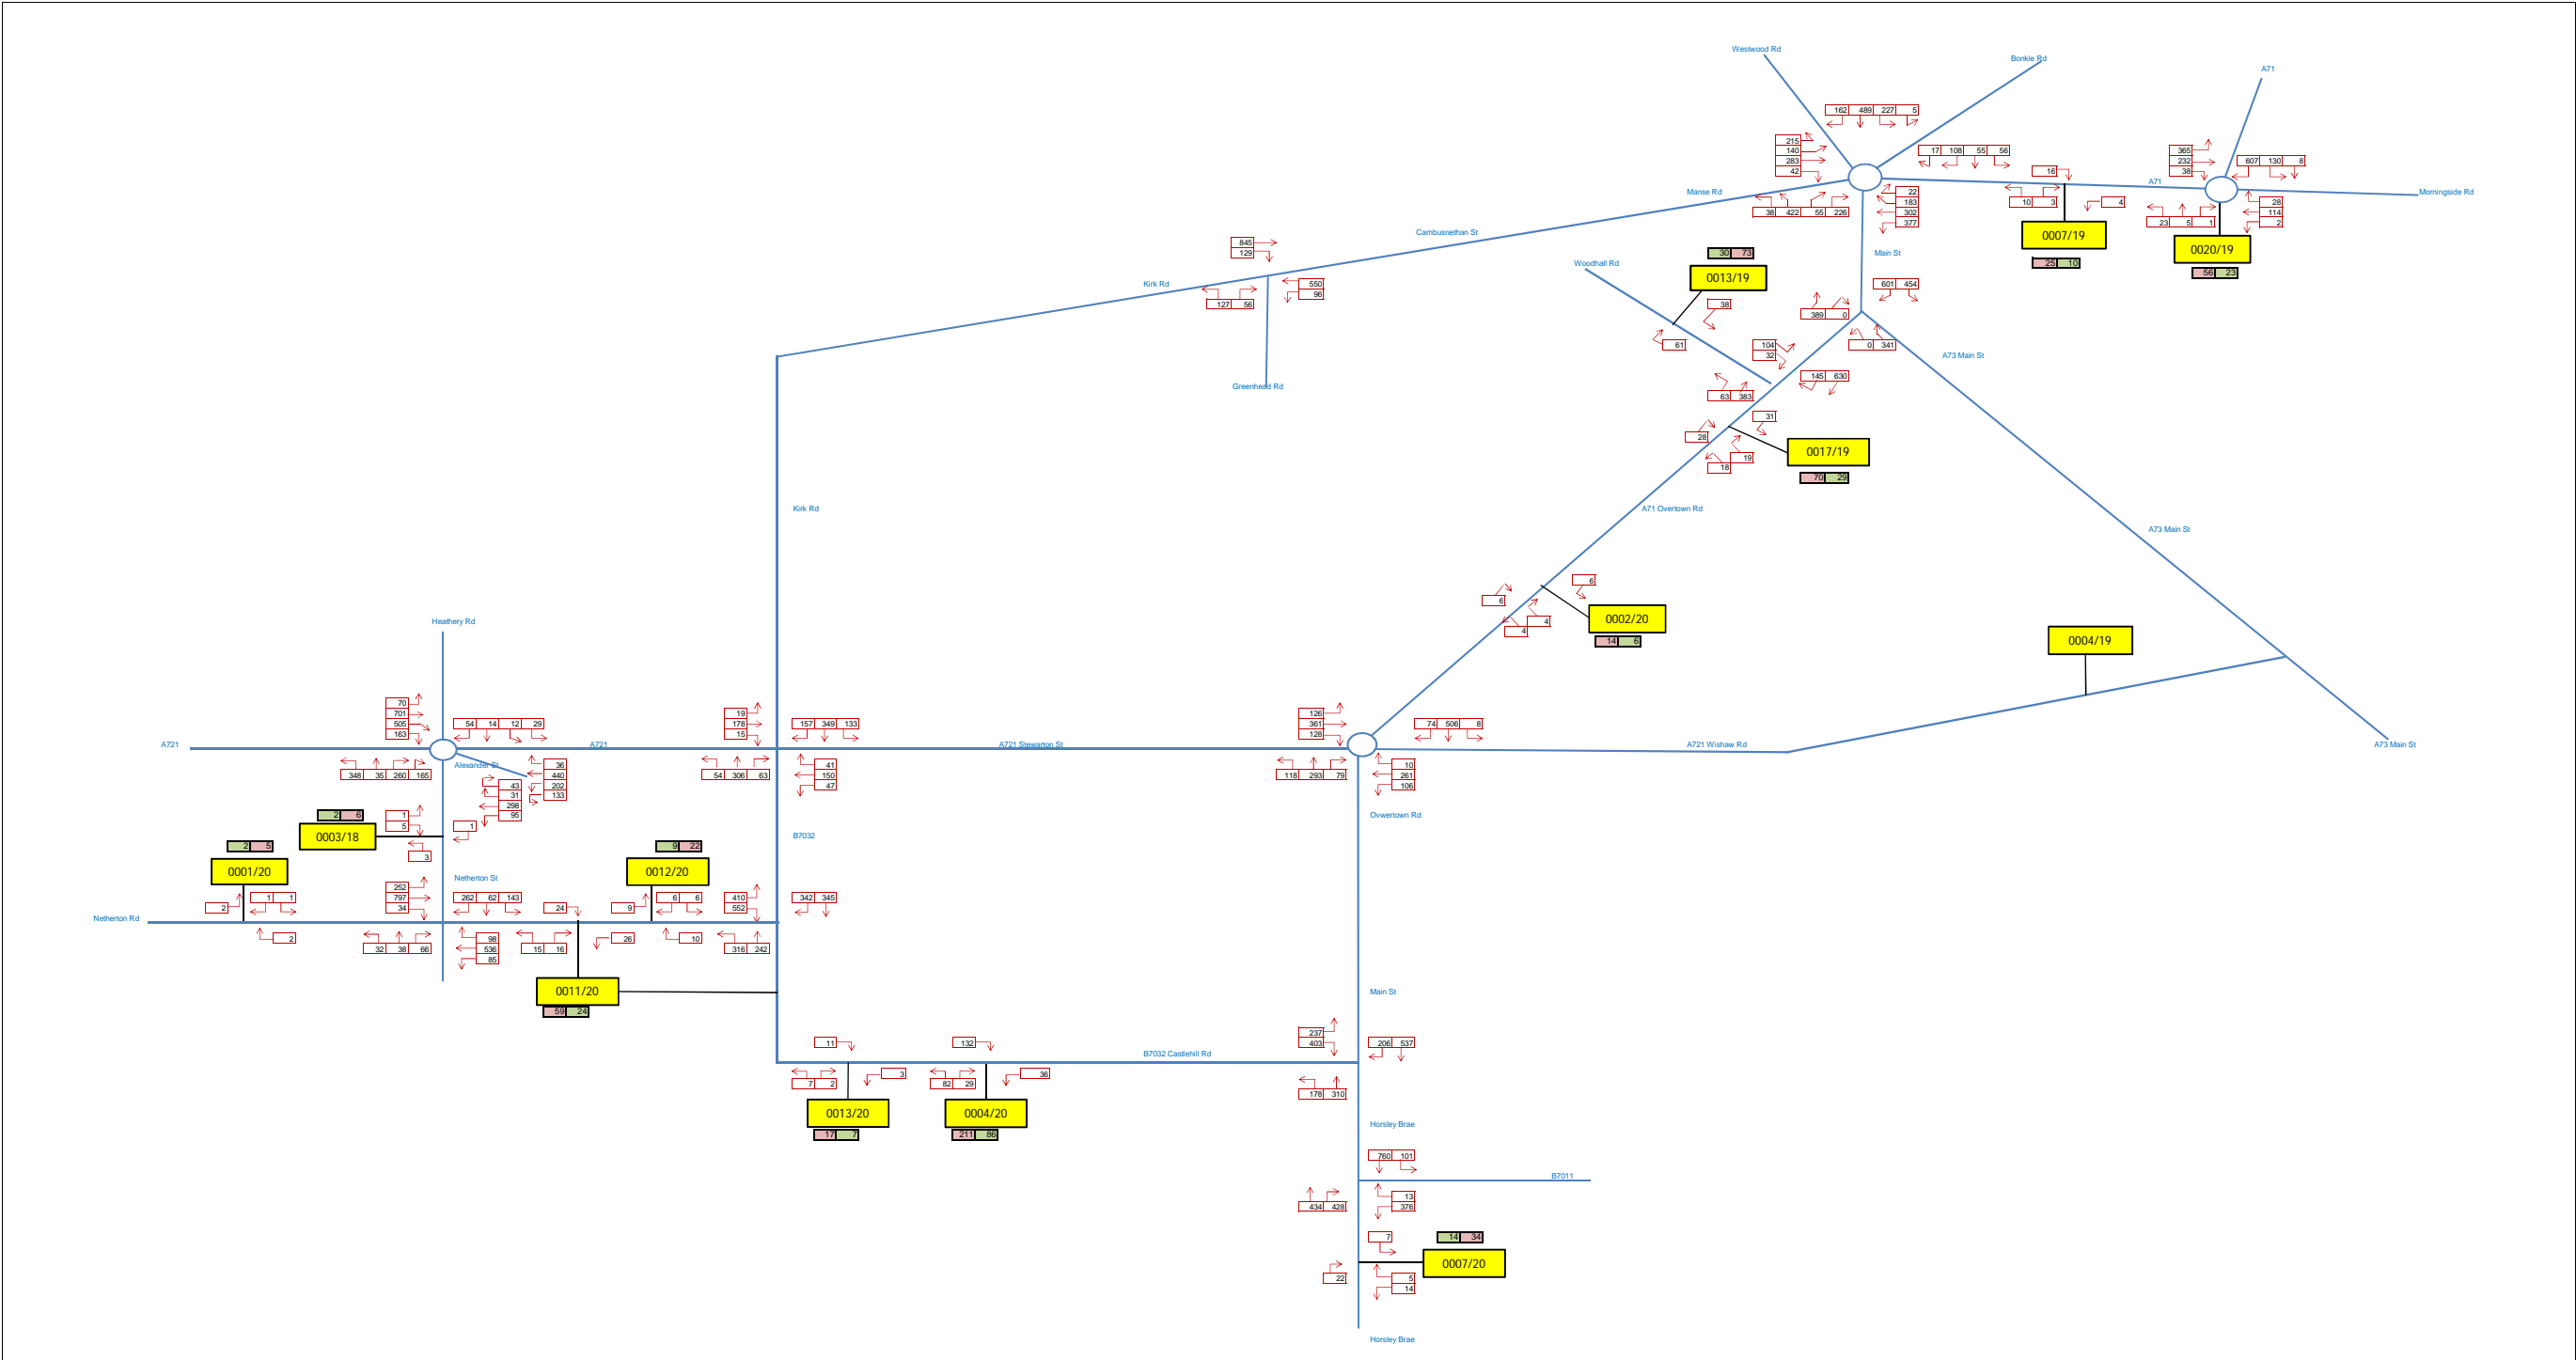 Westwood Rd
Bonkle Rd
A71
162 489 227 5
215
140
283
42
17 108 55 56
365
232
38
607 130 8
16
Manse Rd
A71
Morningside Rd
38 422 55 226
22
183
302
377
10 3
4
23 5 1
28
114
2
0007/19
25 10
0020/19
56 23
Cambusnethan St
845
129
Main St
30 73
0013/19
Woodhall Rd
Kirk Rd
127 56
550
96
601 454
38
389 0
61
104
32
0 341
A73 Main St
Greenhead Rd
145 630
63 383
31
28
19
18
0017/19
70 29
Kirk Rd
A71 Overtown Rd
A73 Main St
6
6
4
4
0002/20
14 6
0004/19
Heathery Rd
70
701
505
163
54 14 12 29
19
178
15
157 349 133
126
361
128
74 506 8
A721
A721
A721 Stewarton St
A721 Wishaw Rd
A73 Main St
348 35 260 165
Alexander St
36
440
202
133
43
31
298
95
54 306 63
41
150
47
118 293 79
10
261
106
2 6
0003/18
1
5
1
3
Ovwertown Rd
B7032
2 5
0001/20
9 22
0012/20
Netherton St
252
797
34
262 62 143
2
1 1
24
9
6 6
410
552
342 345
Netherton Rd
2
32 38 66
98
536
85
15 16
26
10
316 242
0011/20
59 24
Main St
11
132
237
403
206 537
B7032 Castlehill Rd
7 2
3
82 29
36
178 310
0013/20
17 7
0004/20
211 86
Horsley Brae
760 101
B7011
434 428
13
376
7
14 34
0007/20
22
5
14
Horsley Brae